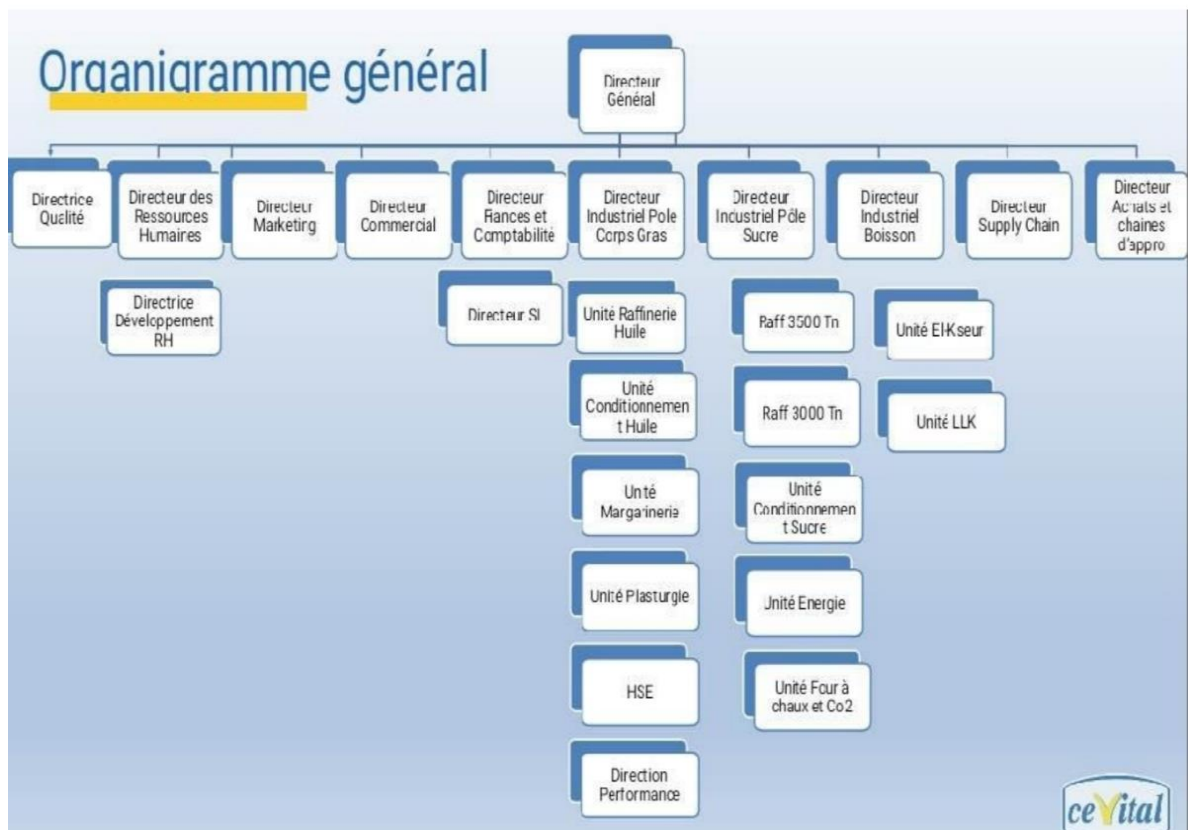 Organigramme général
Directeur
Général
Directrice
Qualité
Directeur des
Ressources
Humaires
Directeur
Marketing
Directeur
Commercial
Directeur
Fiances et
Comptabilité
Directeur
Industriel Pole
Corps Gras
Directeur
Industriel Pôle
Sucre
Directeur
Industriel
Boisson
Directeur
Supply Chain
Directeur
Achats et
chaines
d'appro
Directrice
Développement
RH
Directeur SI
Unité Raffinerie
Huile
Unité
Conditionnemen
t Huile
Unité
Margarinerie
Unité Plasturgie
HSE
Direction
Performance
Raff 3500 Tn
Raff 3000 Tn
Unité
Conditionnemen
t Sucre
Unité Energie
Unité Four à
chaux et Co2
Unité El-Kseur
Unité LLK
ceVital